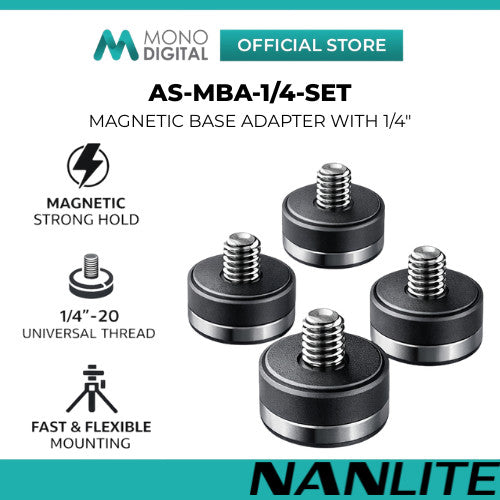 MONO
DIGITAL
OFFICIAL STORE
AS-MBA-1/4-SET
MAGNETIC BASE ADAPTER WITH 1/4"
MAGNETIC
STRONG HOLD
1/4”-20
UNIVERSAL THREAD
FAST & FLEXIBLE
MOUNTING
NANLITE